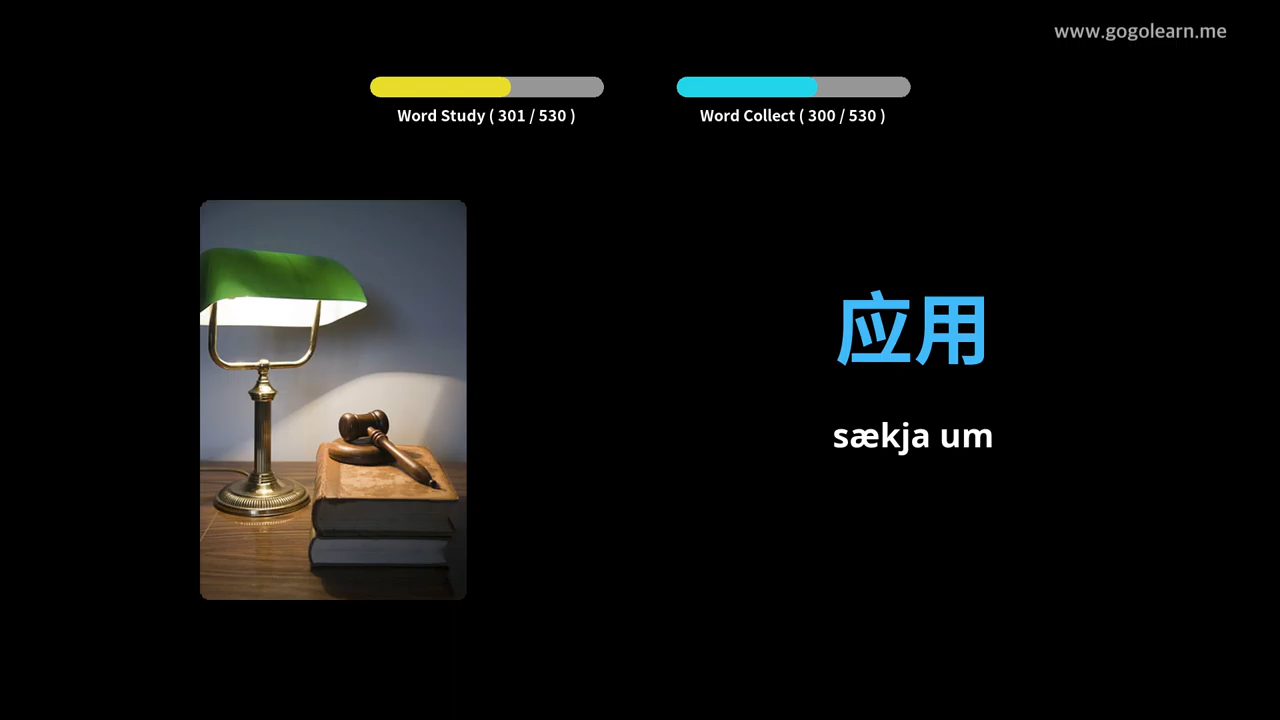 www.gogolearn.me
Word Study ( 301 / 530 )
Word Collect ( 300 / 530 )
应用
sækja um